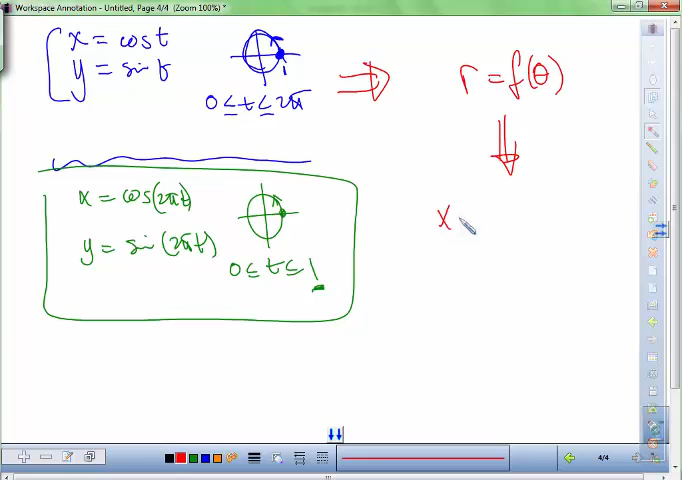 Workspace Annotation - Untitled, Page 4/4 (Zoom 100%) *
x = cos t
y = sin t
1
0 ≤ t ≤ 2π
r = f(θ)
x = cos(2πt)
y = sin(2πt)
0 ≤ t ≤ 1
x
4/4